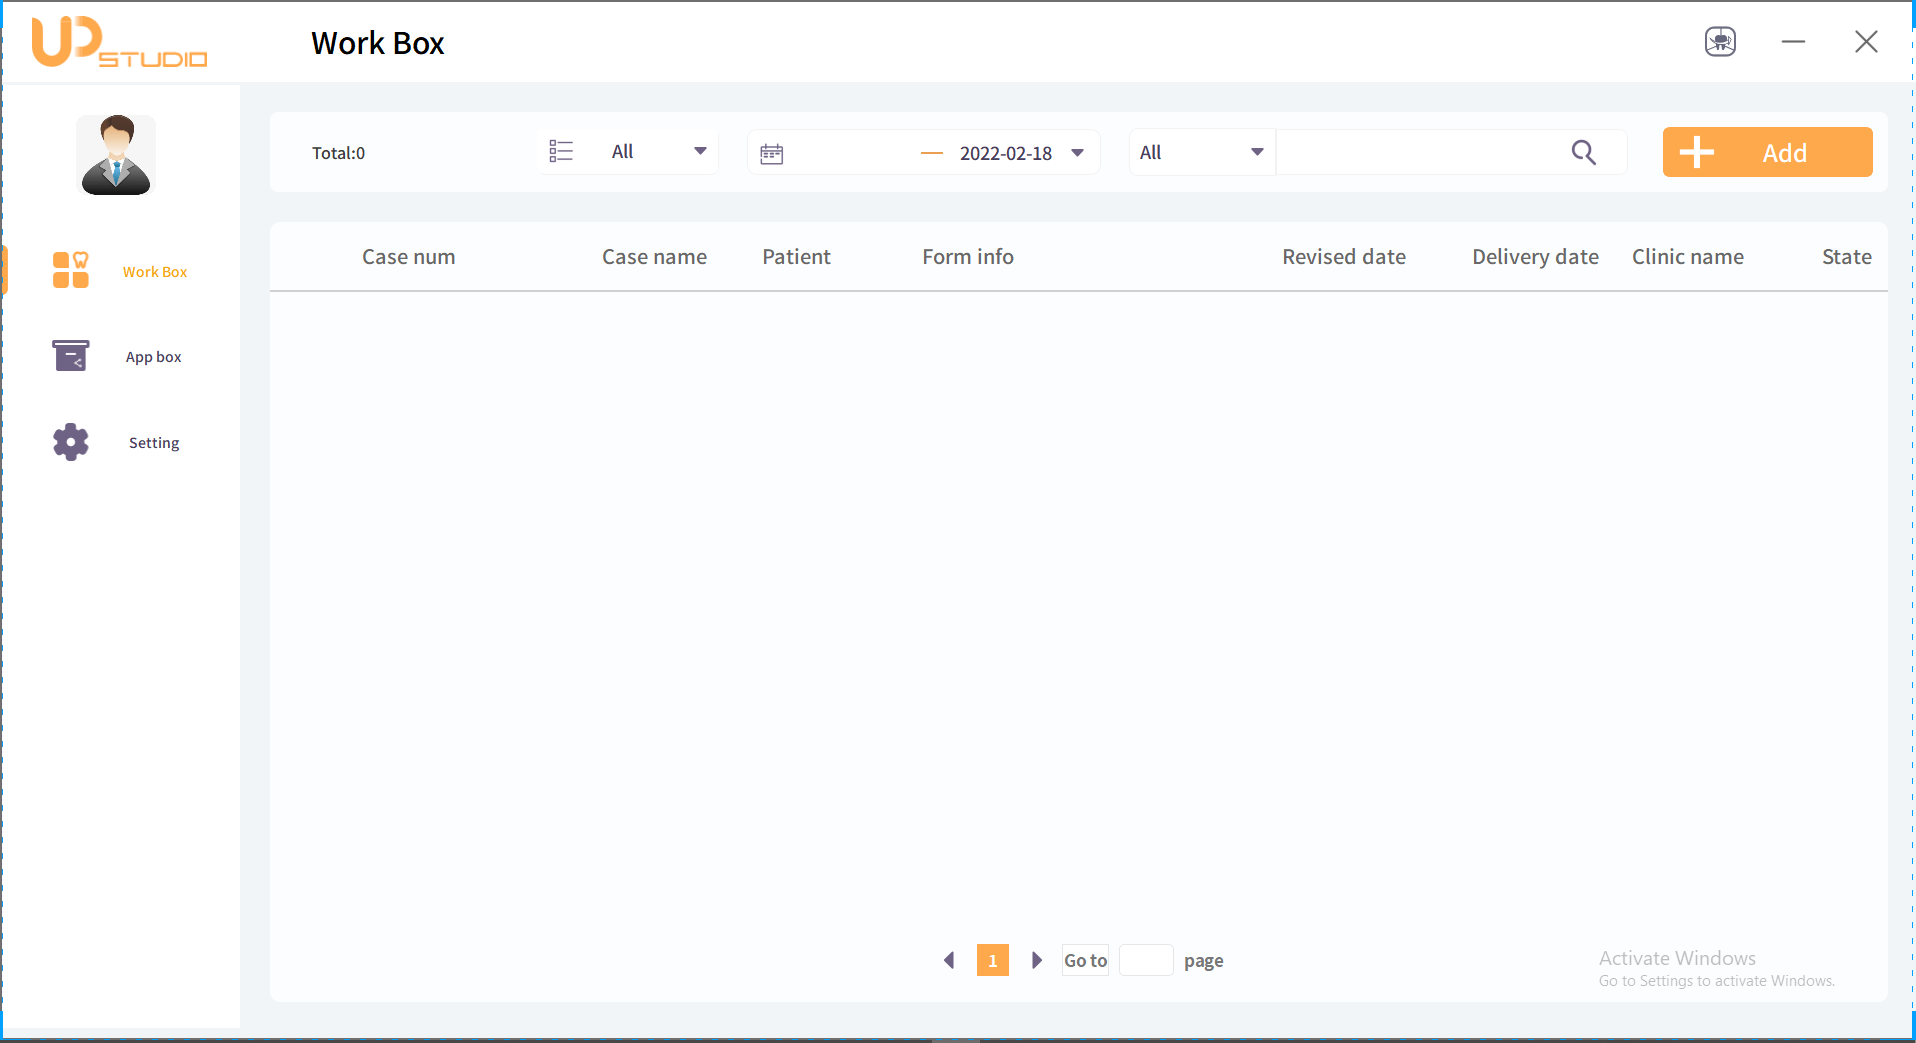 UP STUDIO
Work Box
Total:0
All
2022-02-18
All
Add
Work Box
App box
Setting
Case num Case name Patient Form info Revised date Delivery date Clinic name State
1 Go to page
Activate Windows
Go to Settings to activate Windows.